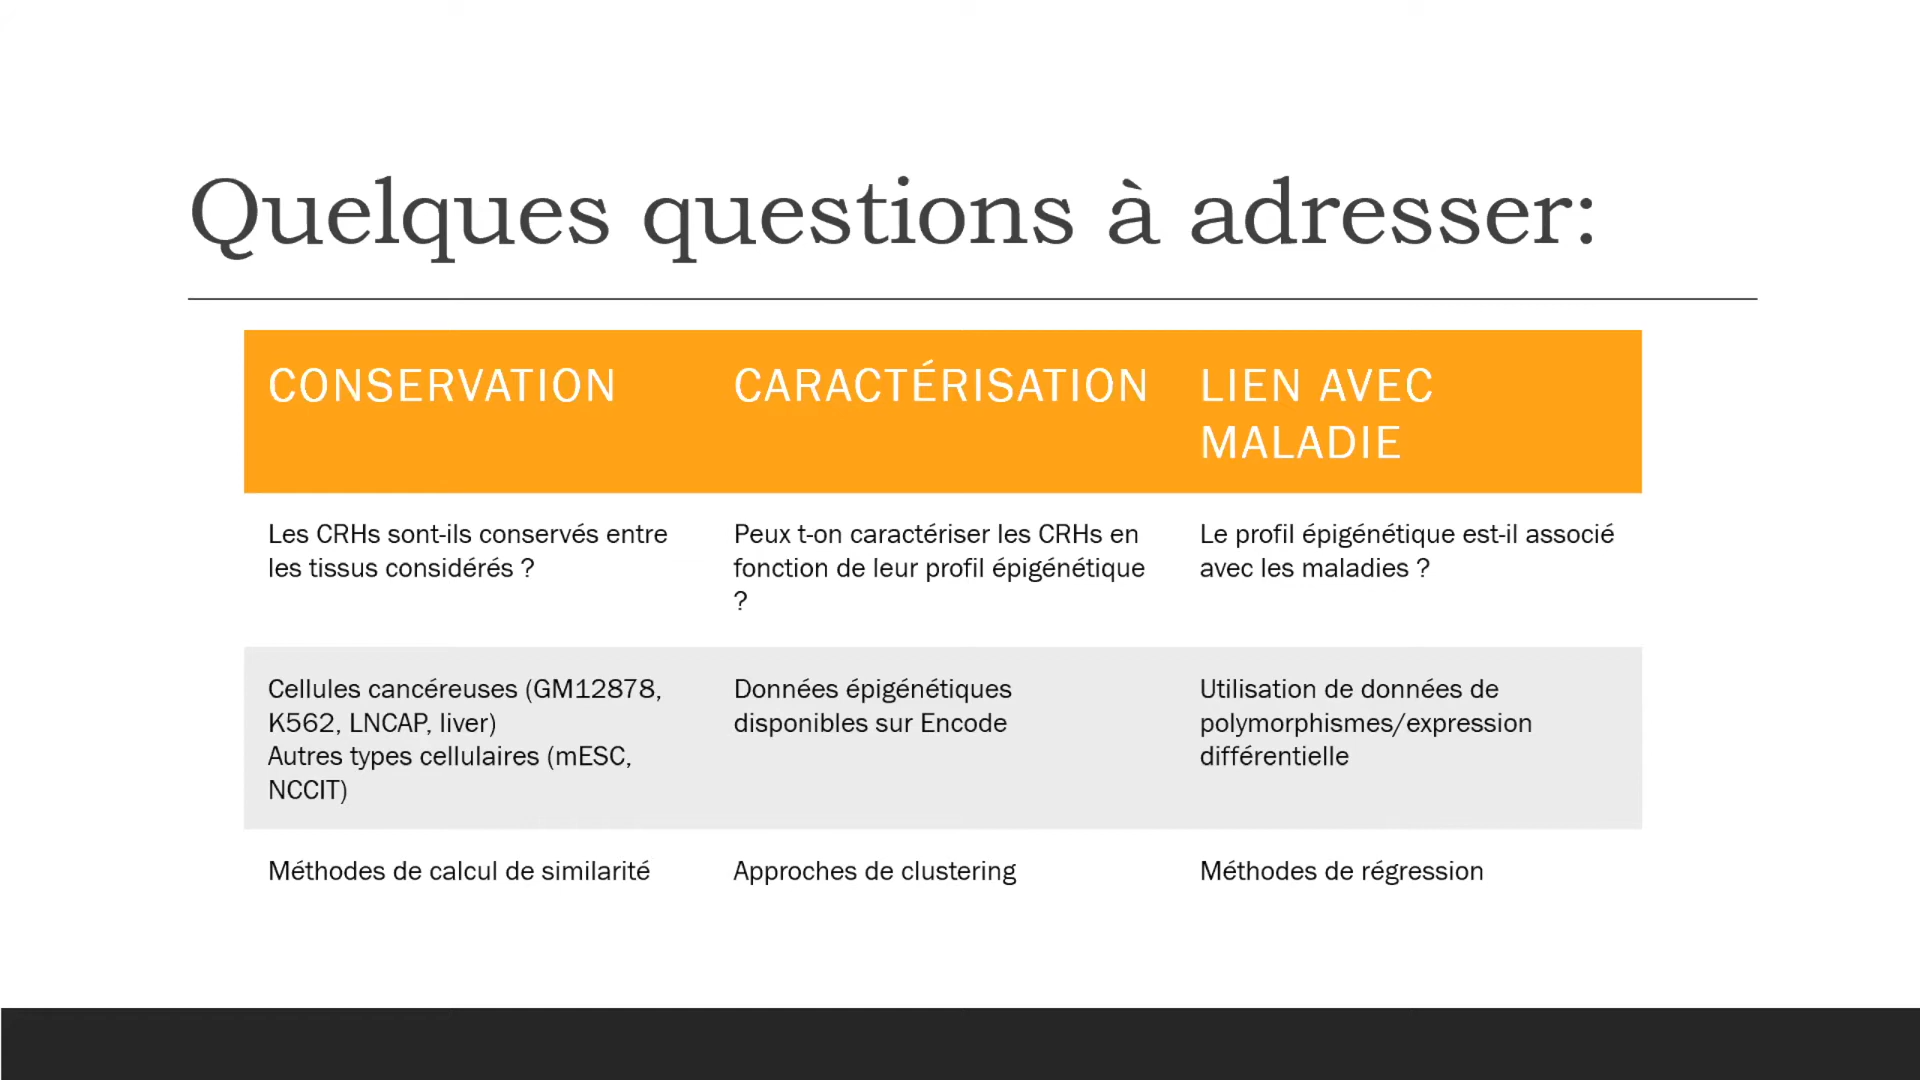 Quelques questions à adresser:
CONSERVATION
CARACTÉRISATION
LIEN AVEC
MALADIE
Les CRHs sont-ils conservés entre
les tissus considérés ?
Peux t-on caractériser les CRHs en
fonction de leur profil épigénétique
?
Le profil épigénétique est-il associé
avec les maladies ?
Cellules cancéreuses (GM12878,
K562, LNCAP, liver)
Autres types cellulaires (mESC,
NCCIT)
Données épigénétiques
disponibles sur Encode
Utilisation de données de
polymorphismes/expression
différentielle
Méthodes de calcul de similarité
Approches de clustering
Méthodes de régression